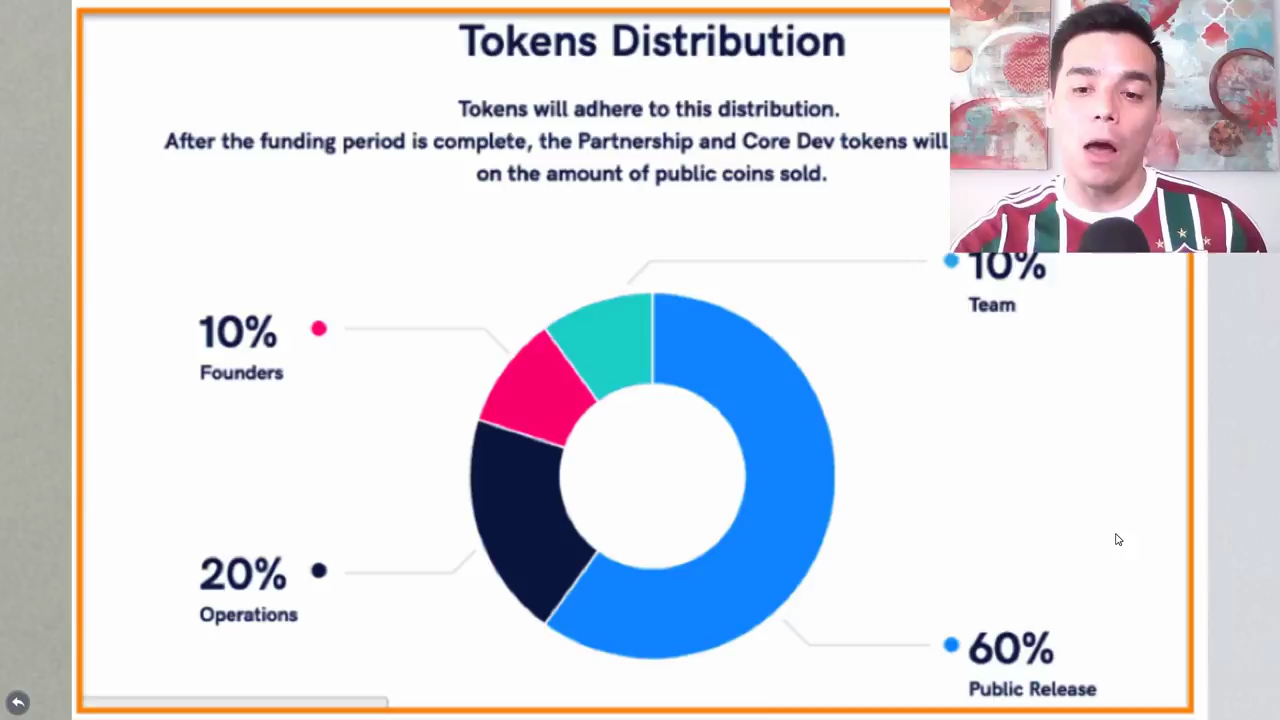 Tokens Distribution
Tokens will adhere to this distribution.
After the funding period is complete, the Partnership and Core Dev tokens will
on the amount of public coins sold.
10%
Team
10%
Founders
20%
Operations
60%
Public Release